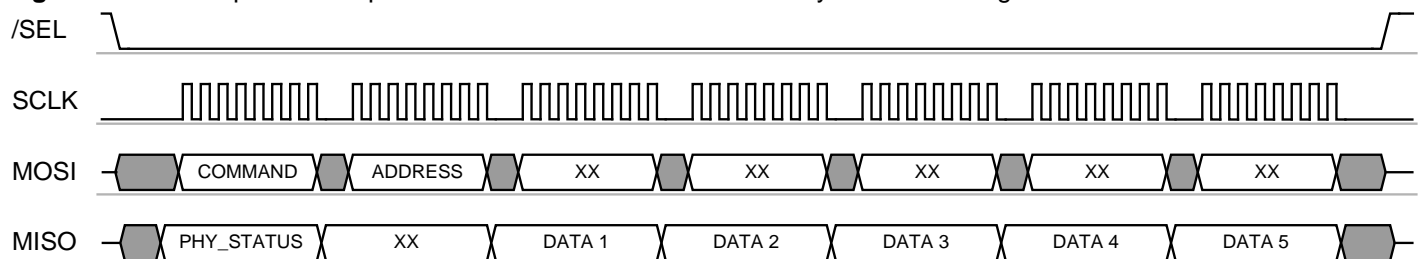 /SEL
SCLK
MOSI COMMAND ADDRESS XX XX XX XX XX
MISO PHY_STATUS XX DATA 1 DATA 2 DATA 3 DATA 4 DATA 5